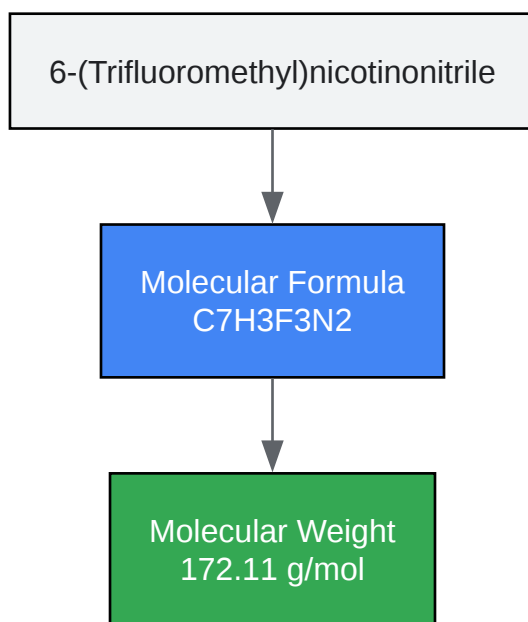 6-(Trifluoromethyl)nicotinonitrile
Molecular Formula
C7H3F3N2
Molecular Weight
172.11 g/mol